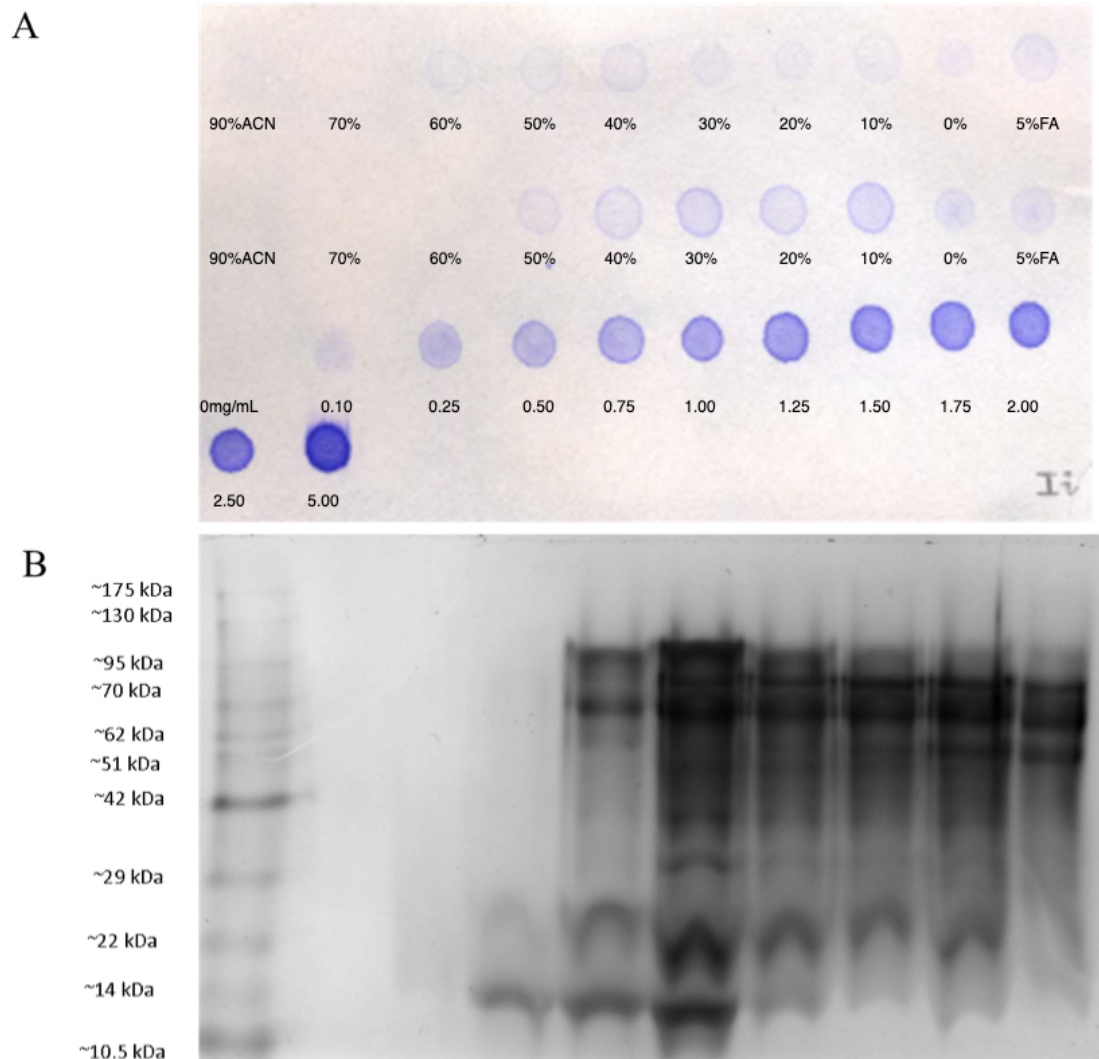 A
90%ACN 70% 60% 50% 40% 30% 20% 10% 0% 5%FA
90%ACN 70% 60% 50% 40% 30% 20% 10% 0% 5%FA
0mg/mL 0.10 0.25 0.50 0.75 1.00 1.25 1.50 1.75 2.00
2.50 5.00
Ii
B
~175 kDa
~130 kDa
~95 kDa
~70 kDa
~62 kDa
~51 kDa
~42 kDa
~29 kDa
~22 kDa
~14 kDa
~10.5 kDa